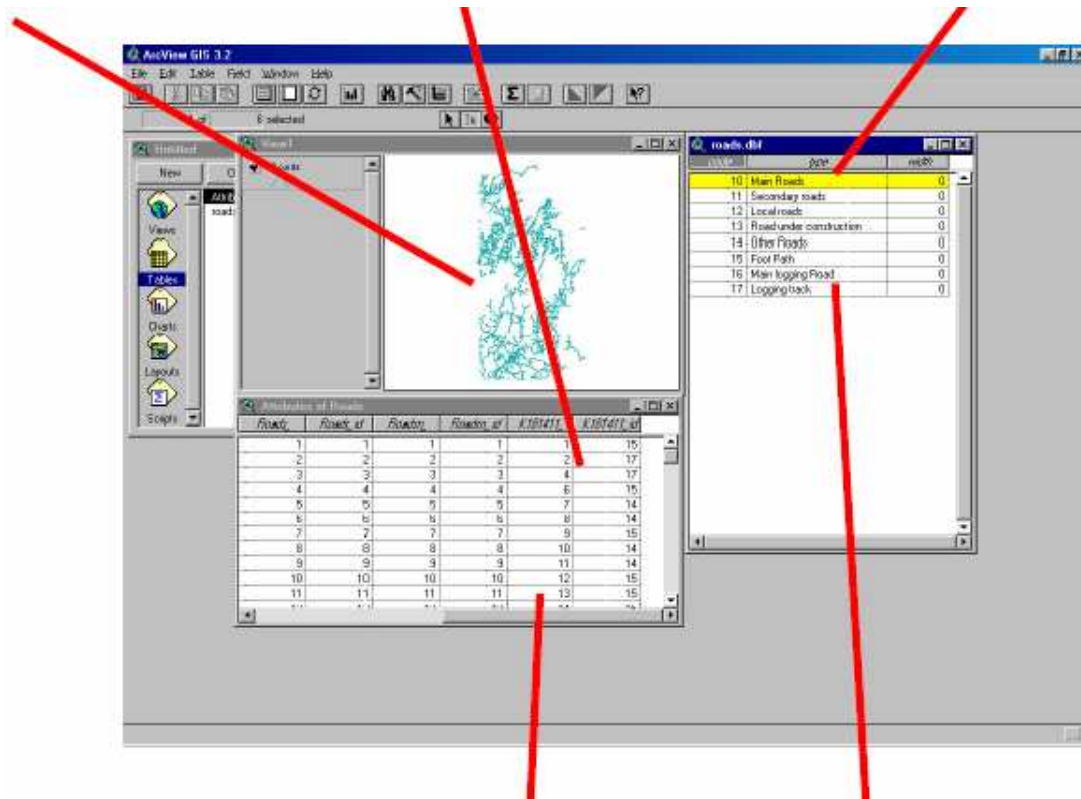 ArcView GIS 3.2
File Edit Table Field Window Help
of 6 selected
Untitled
New
Views
Tables
Charts
Layouts
Scripts
View1
roads.dbf
type width
10 Main Roads 0
11 Secondary roads 0
12 Local roads 0
13 Road under construction 0
14 Other Roads 0
15 Foot Path 0
16 Main logging Road 0
17 Logging track 0
Attributes of Roads
Roads_ Roads_id
1 1 1 1 1 15
2 2 2 2 2 17
3 3 3 3 4 17
4 4 4 4 6 15
5 5 5 5 7 14
6 6 6 6 8 14
7 7 7 7 9 15
8 8 8 8 10 14
9 9 9 9 11 14
10 10 10 10 12 15
11 11 11 11 13 15